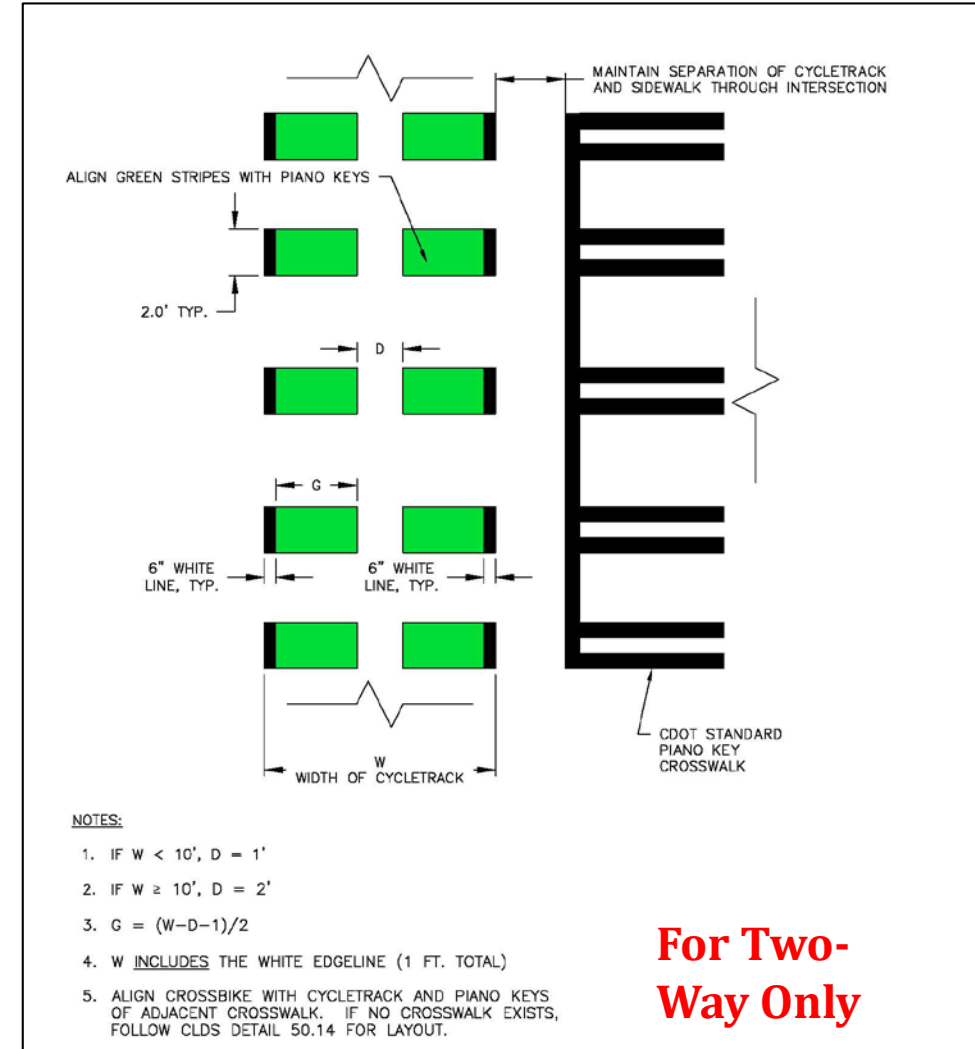 MAINTAIN SEPARATION OF CYCLETRACK
AND SIDEWALK THROUGH INTERSECTION
ALIGN GREEN STRIPES WITH PIANO KEYS
2.0' TYP.
D
G
6" WHITE
LINE, TYP.
6" WHITE
LINE, TYP.
W
WIDTH OF CYCLETRACK
CDOT STANDARD
PIANO KEY
CROSSWALK
NOTES:
1. IF W < 10', D = 1'
2. IF W ≥ 10', D = 2'
3. G = (W-D-1)/2
4. W INCLUDES THE WHITE EDGELINE (1 FT. TOTAL)
5. ALIGN CROSSBIKE WITH CYCLETRACK AND PIANO KEYS
OF ADJACENT CROSSWALK. IF NO CROSSWALK EXISTS,
FOLLOW CLDS DETAIL 50.14 FOR LAYOUT.
For Two-
Way Only